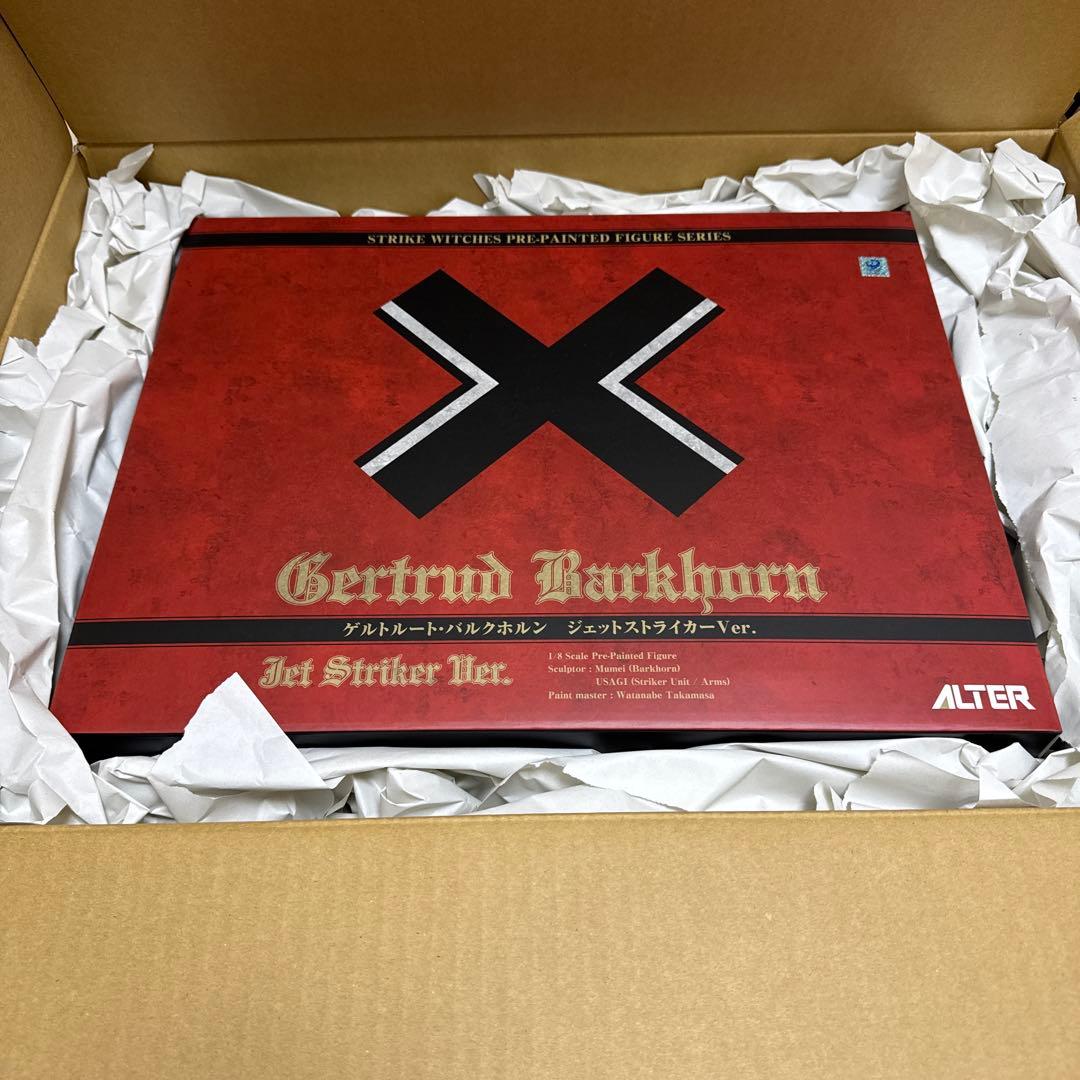 STRIKE WITCHES PRE-PAINTED FIGURE SERIES
Gertrud Barkhorn
ゲルトルート・バルクホルン ジェットストライカーVer.
Jet Striker Ver.
1/8 Scale Pre-Painted Figure
Sculptor : Mumei (Barkhorn)
USAGI (Striker Unit / Arms)
Paint master : Watanabe Takamasa
ALTER